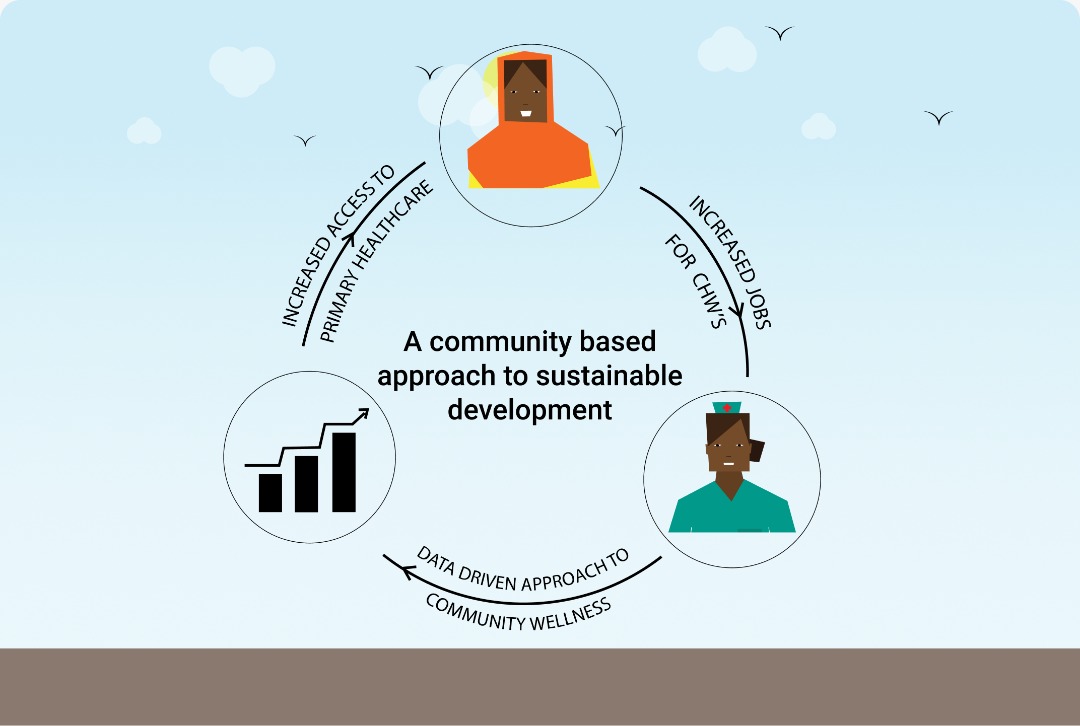 INCREASED ACCESS TO
PRIMARY HEALTHCARE
INCREASED JOBS
FOR CHW'S
A community based
approach to sustainable
development
DATA DRIVEN APPROACH TO
COMMUNITY WELLNESS